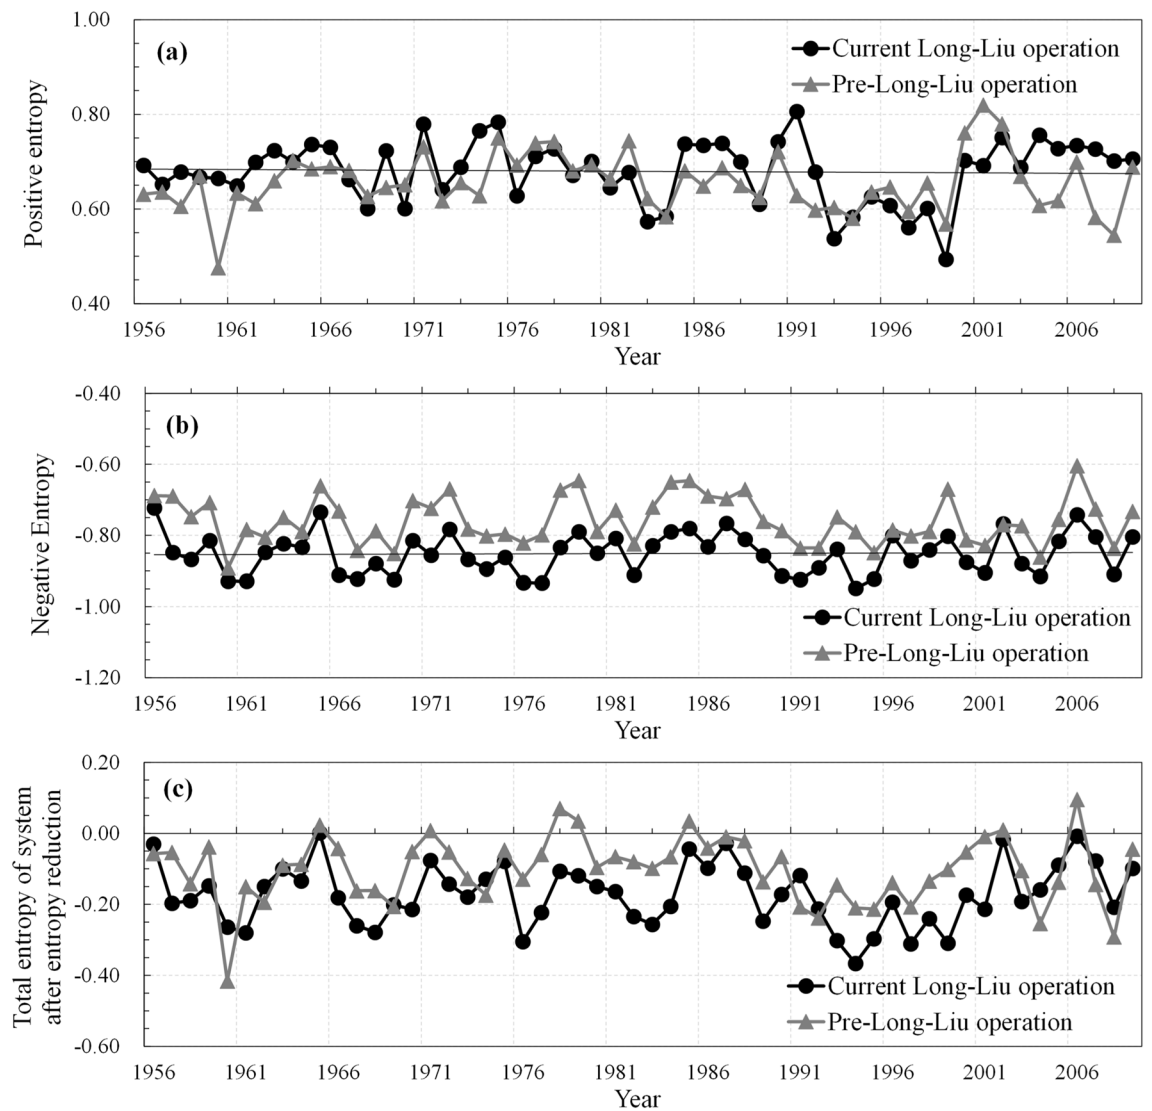 1.00
(a)
Current Long-Liu operation
Pre-Long-Liu operation
0.80
0.60
0.40
Positive entropy
1956 1961 1966 1971 1976 1981 1986 1991 1996 2001 2006
Year
-0.40
(b)
-0.60
-0.80
-1.00
-1.20
Negative Entropy
Current Long-Liu operation
Pre-Long-Liu operation
1956 1961 1966 1971 1976 1981 1986 1991 1996 2001 2006
Year
0.20
(c)
0.00
-0.20
-0.40
-0.60
Total entropy of system
after entropy reduction
Current Long-Liu operation
Pre-Long-Liu operation
1956 1961 1966 1971 1976 1981 1986 1991 1996 2001 2006
Year